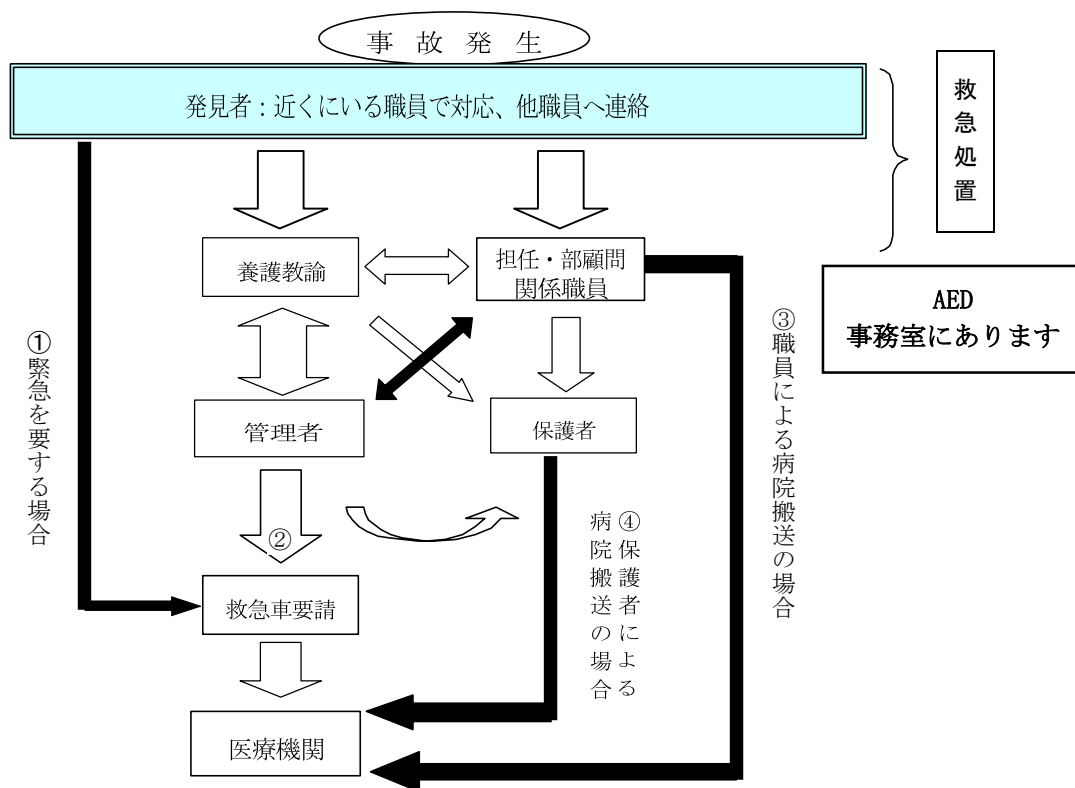 事故発生
発見者：近くにいる職員で対応、他職員へ連絡
救急処置
養護教諭
担任・部顧問
関係職員
AED
事務室にあります
①緊急を要する場合
管理者
保護者
③職員による病院搬送の場合
②
④保護者による
病院搬送の場合
救急車要請
医療機関